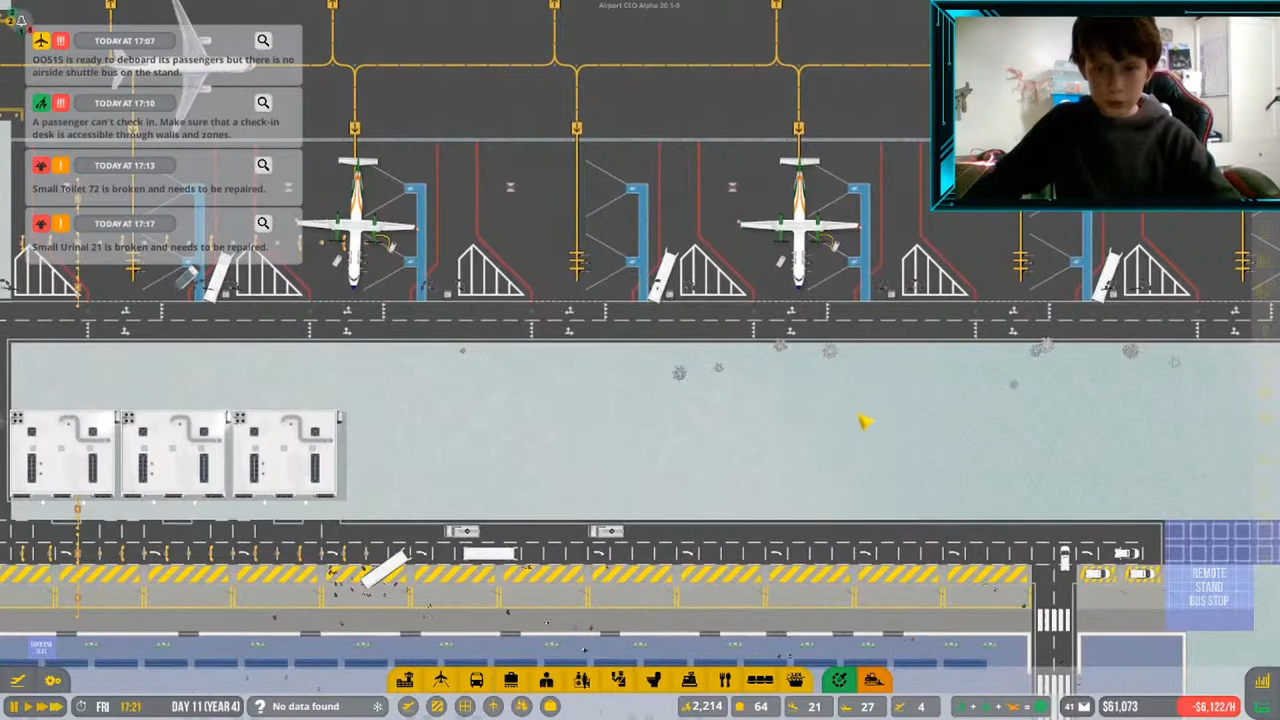 Airport CEO Alpha 30.1-9
TODAY AT 17:07
OO515 is ready to deboard its passengers but there is no
airside shuttle bus on the stand.
TODAY AT 17:10
A passenger can't check in. Make sure that a check-in
desk is accessible through walls and zones.
TODAY AT 17:13
Small Toilet 72 is broken and needs to be repaired.
TODAY AT 17:17
Small Urinal 21 is broken and needs to be repaired.
REMOTE
STAND
BUS STOP
FRI 17:21 DAY 11 (YEAR 4) ? No data found 2,214 64 21 27 4 41 $61,073 -$6,122/H